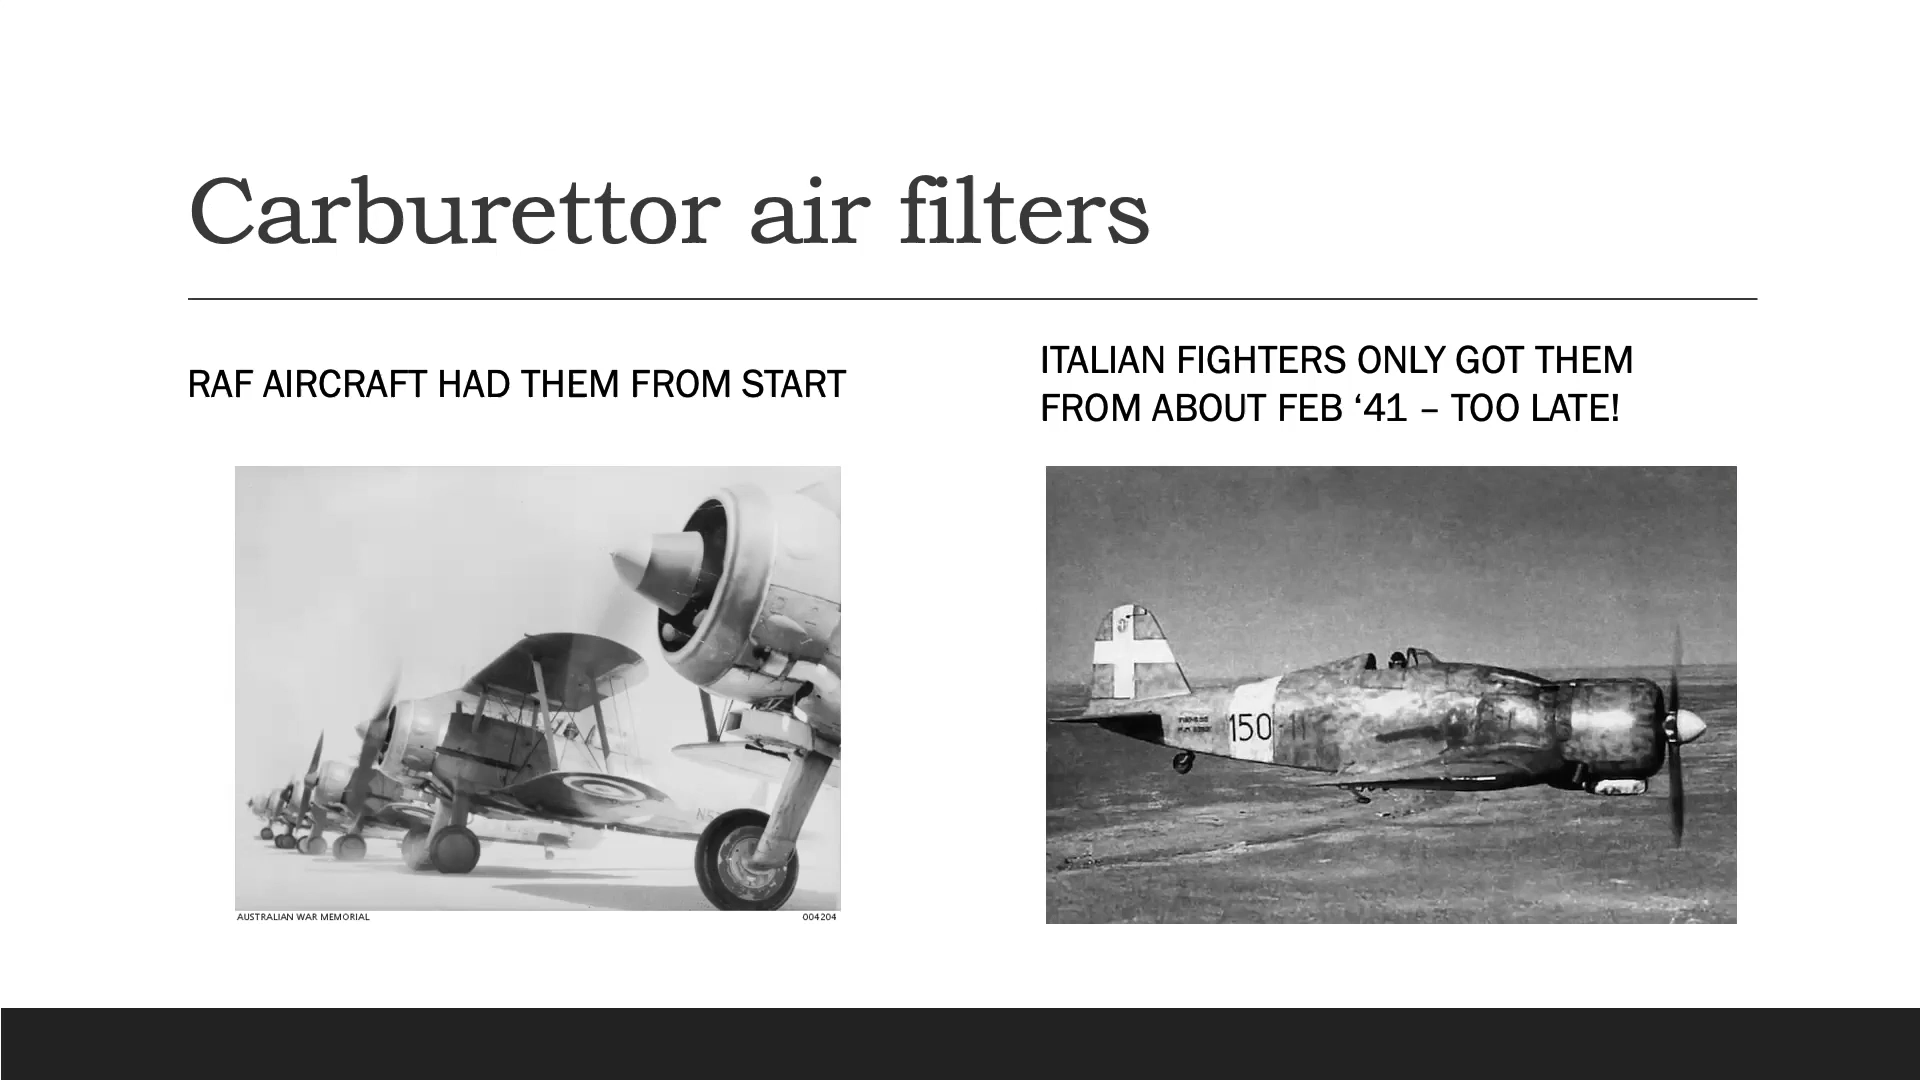 Carburettor air filters
RAF AIRCRAFT HAD THEM FROM START
ITALIAN FIGHTERS ONLY GOT THEM
FROM ABOUT FEB ‘41 – TOO LATE!
150
AUSTRALIAN WAR MEMORIAL
004204